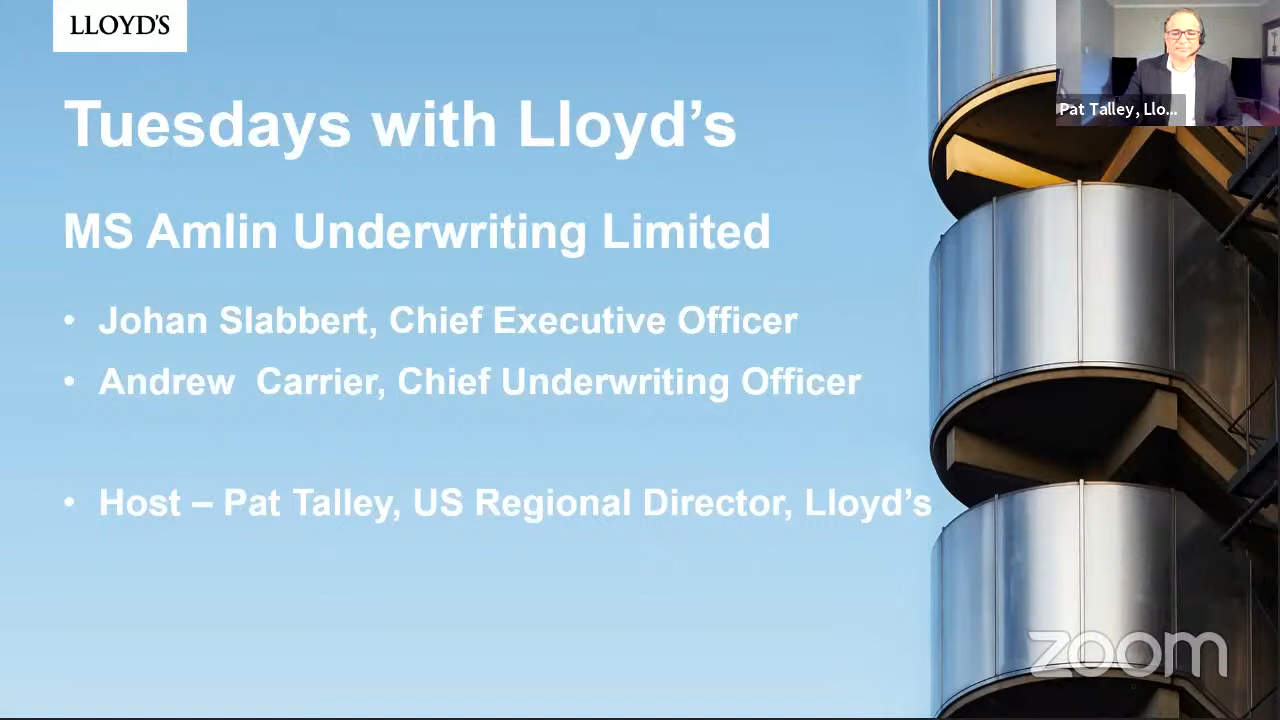 LLOYD'S
Tuesdays with Lloyd's
MS Amlin Underwriting Limited
• Johan Slabbert, Chief Executive Officer
• Andrew  Carrier, Chief Underwriting Officer
• Host – Pat Talley, US Regional Director, Lloyd's
Pat Talley, Llo...
zoom